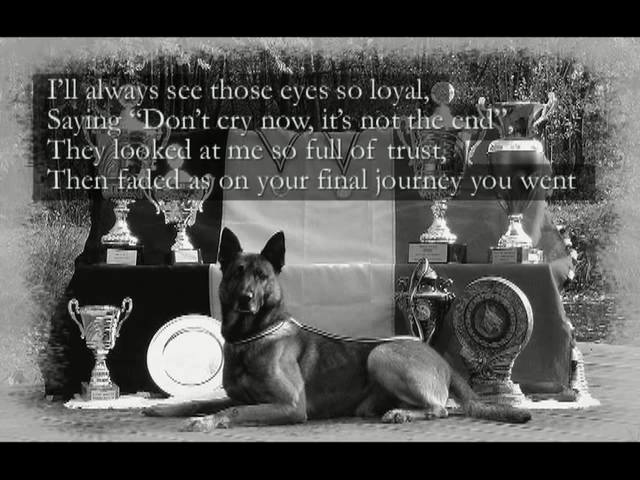 I'll always see those eyes so loyal,
Saying “Don't cry now, it's not the end”,
They looked at me so full of trust,
Then faded as on your final journey you went